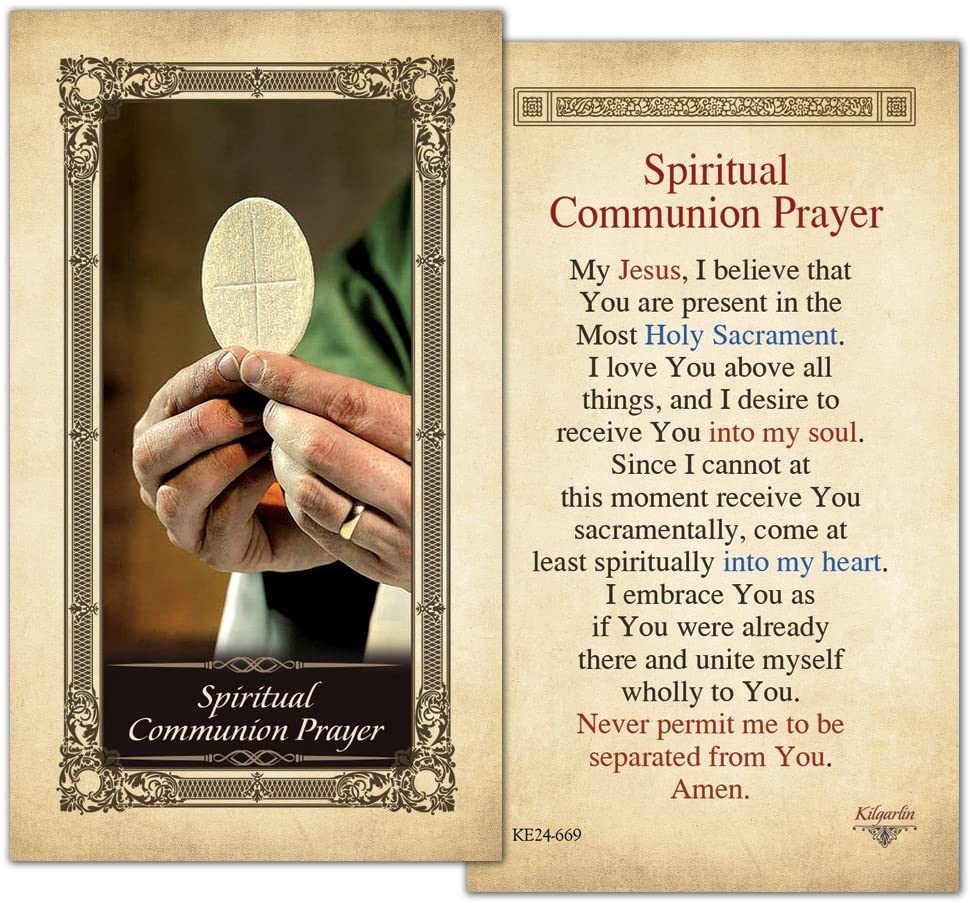 Spiritual
Communion Prayer
Spiritual
Communion Prayer
My Jesus, I believe that
You are present in the
Most Holy Sacrament.
I love You above all
things, and I desire to
receive You into my soul.
Since I cannot at
this moment receive You
sacramentally, come at
least spiritually into my heart.
I embrace You as
if You were already
there and unite myself
wholly to You.
Never permit me to be
separated from You.
Amen.
KE24-669
Kilgarlin